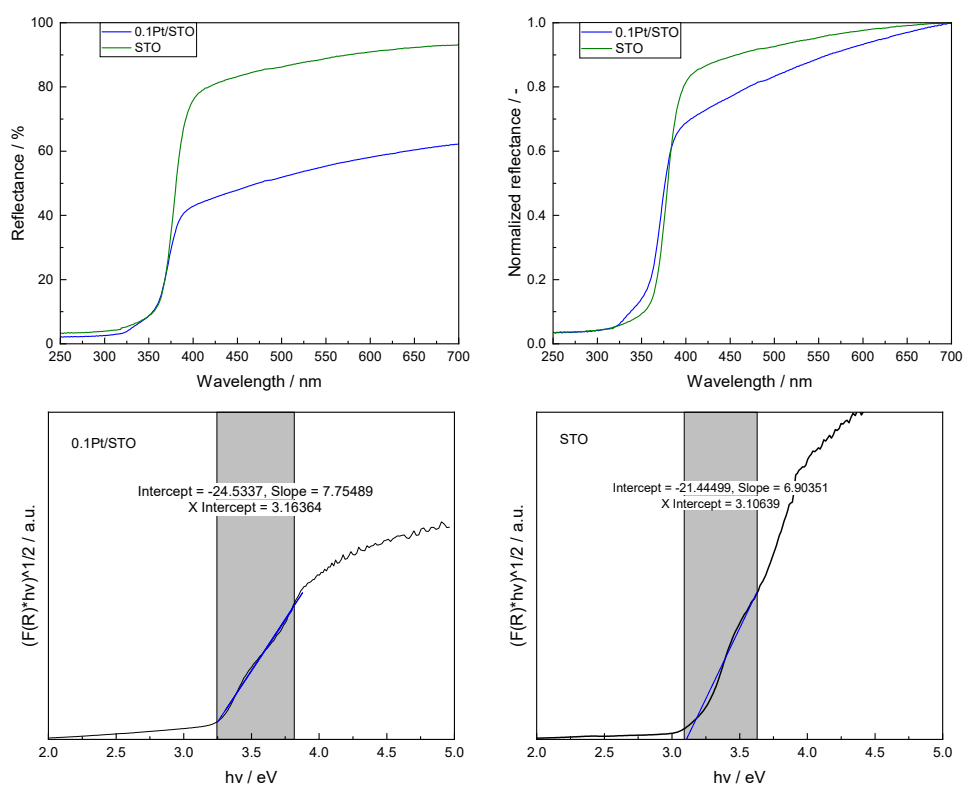 0.1Pt/STO
STO
Reflectance / %
100
80
60
40
20
0
250 300 350 400 450 500 550 600 650 700
Wavelength / nm
0.1Pt/STO
STO
Normalized reflectance / -
1.0
0.8
0.6
0.4
0.2
0.0
250 300 350 400 450 500 550 600 650 700
Wavelength / nm
0.1Pt/STO
Intercept = -24.5337, Slope = 7.75489
X Intercept = 3.16364
(F(R)*hv)^1/2 / a.u.
2.0 2.5 3.0 3.5 4.0 4.5 5.0
hv / eV
STO
Intercept = -21.44499, Slope = 6.90351
X Intercept = 3.10639
(F(R)*hv)^1/2 / a.u.
2.0 2.5 3.0 3.5 4.0 4.5 5.0
hv / eV